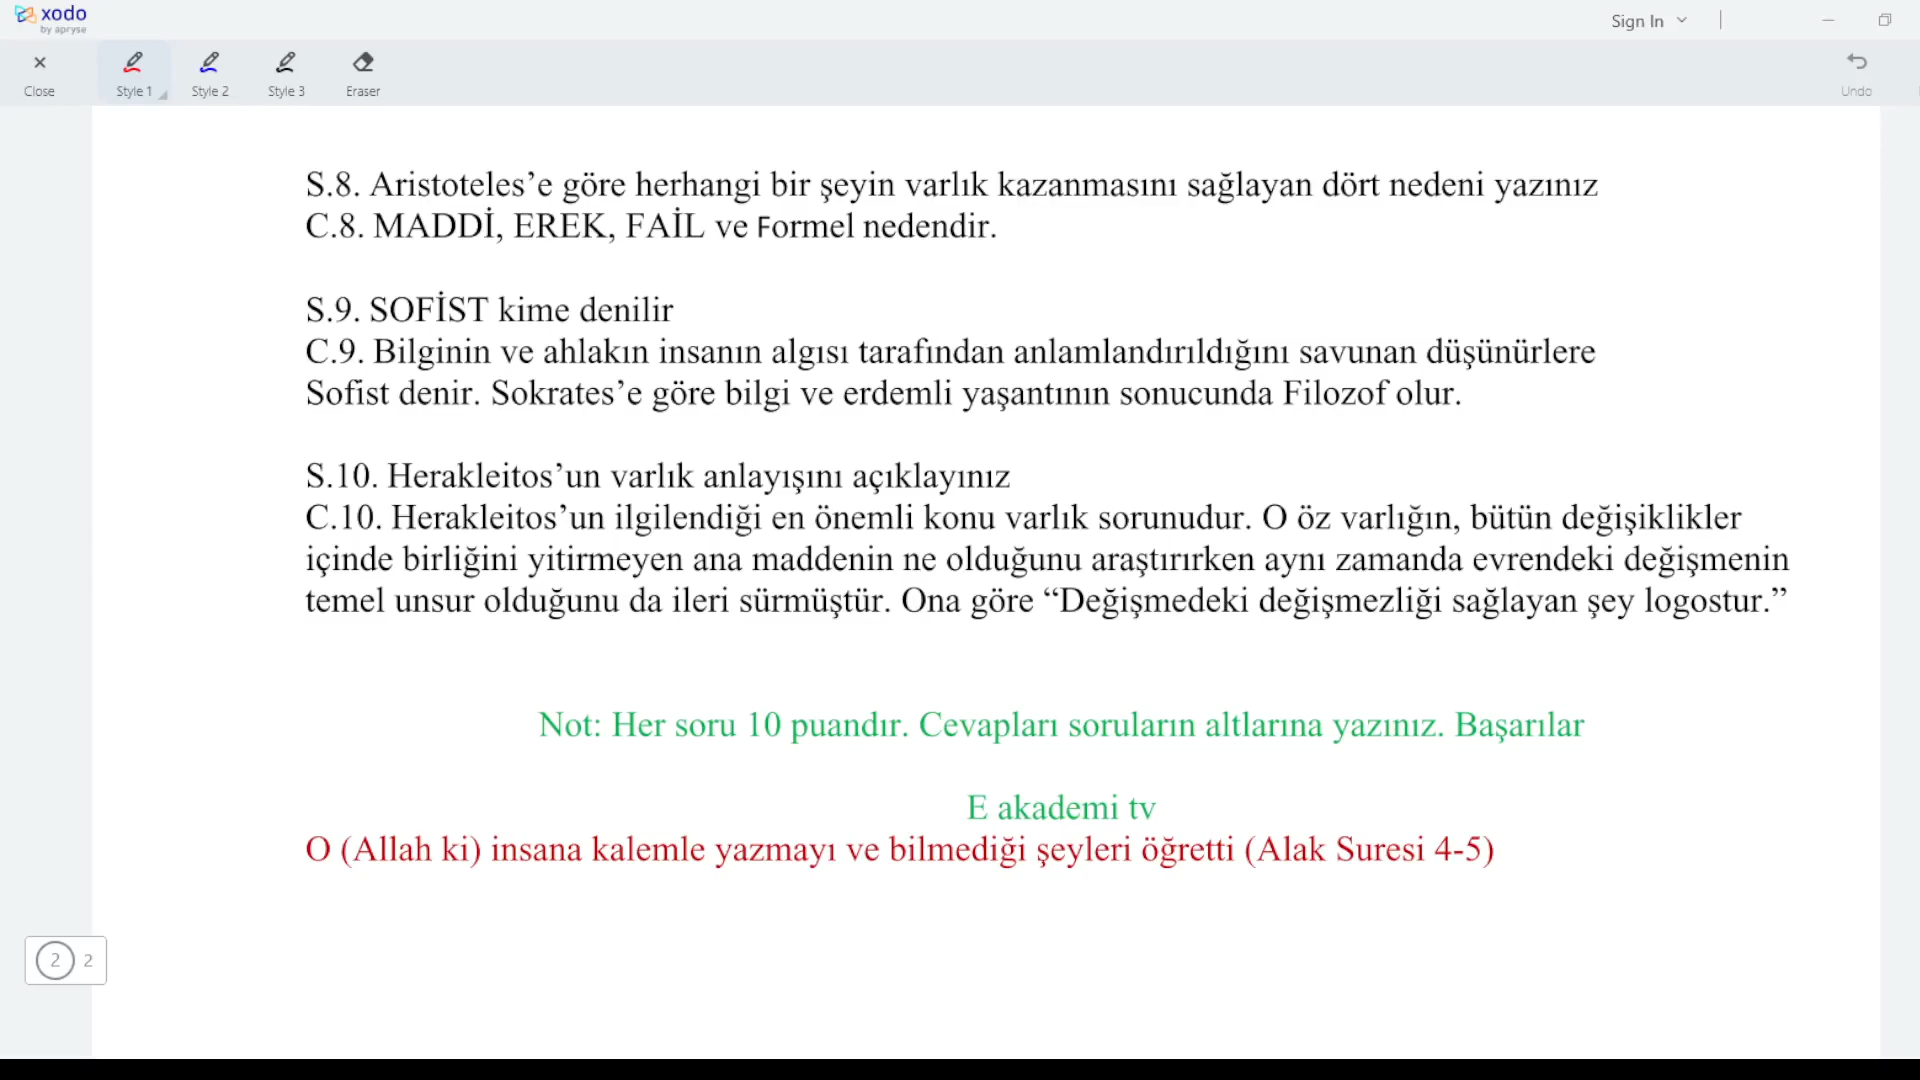 xodo
by apryse
Sign In
Close
Style 1
Style 2
Style 3
Eraser
Undo
S.8. Aristoteles’e göre herhangi bir şeyin varlık kazanmasını sağlayan dört nedeni yazınız
C.8. MADDİ, EREK, FAİL ve Formel nedendir.
S.9. SOFİST kime denilir
C.9. Bilginin ve ahlakın insanın algısı tarafından anlamlandırıldığını savunan düşünürlere
Sofist denir. Sokrates’e göre bilgi ve erdemli yaşantının sonucunda Filozof olur.
S.10. Herakleitos’un varlık anlayışını açıklayınız
C.10. Herakleitos’un ilgilendiği en önemli konu varlık sorunudur. O öz varlığın, bütün değişiklikler
içinde birliğini yitirmeyen ana maddenin ne olduğunu araştırırken aynı zamanda evrendeki değişmenin
temel unsur olduğunu da ileri sürmüştür. Ona göre “Değişmedeki değişmezliği sağlayan şey logostur.”
Not: Her soru 10 puandır. Cevapları soruların altlarına yazınız. Başarılar
E akademi tv
O (Allah ki) insana kalemle yazmayı ve bilmediği şeyleri öğretti (Alak Suresi 4-5)
2 2